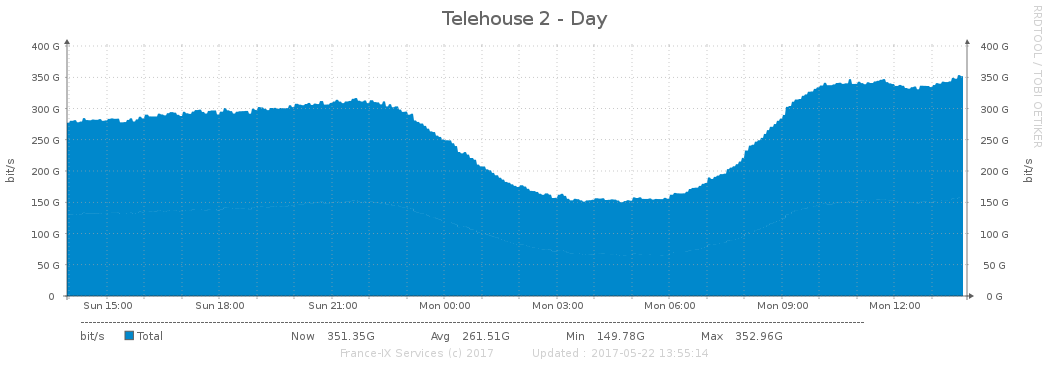 Telehouse 2 - Day
RRDTOOL / TOBI OETIKER
400 G 400 G
350 G 350 G
300 G 300 G
250 G 250 G
200 G 200 G
150 G 150 G
100 G 100 G
50 G 50 G
0 0 G
bit/s bit/s
Sun 15:00 Sun 18:00 Sun 21:00 Mon 00:00 Mon 03:00 Mon 06:00 Mon 09:00 Mon 12:00
bit/s Total Now 351.35G Avg 261.51G Min 149.78G Max 352.96G
France-IX Services (c) 2017 Updated : 2017-05-22 13:55:14